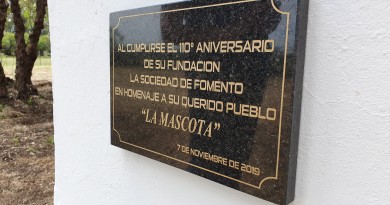 AL CUMPLIRSE EL 110° ANIVERSARIO
DE SU FUNDACION
LA SOCIEDAD DE FOMENTO
EN HOMENAJE A SU QUERIDO PUEBLO
"LA MASCOTA"
7 DE NOVIEMBRE DE 2019